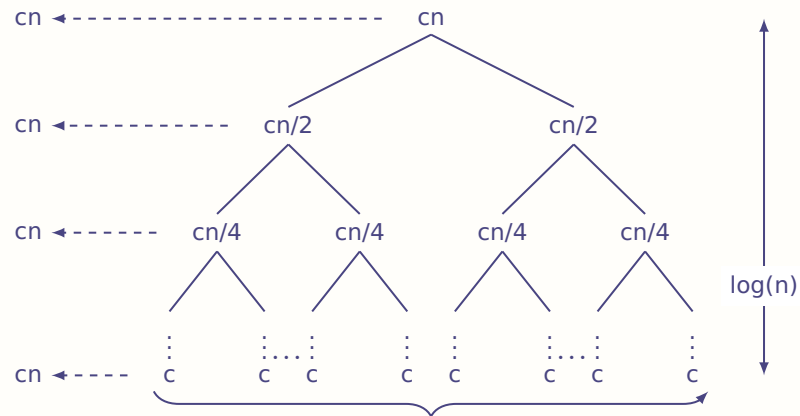 cn cn
cn cn/2 cn/2
cn cn/4 cn/4 cn/4 cn/4
log(n)
⋮ ⋮....⋮ ⋮ ⋮ ⋮....⋮ ⋮
cn c c c c c c c c